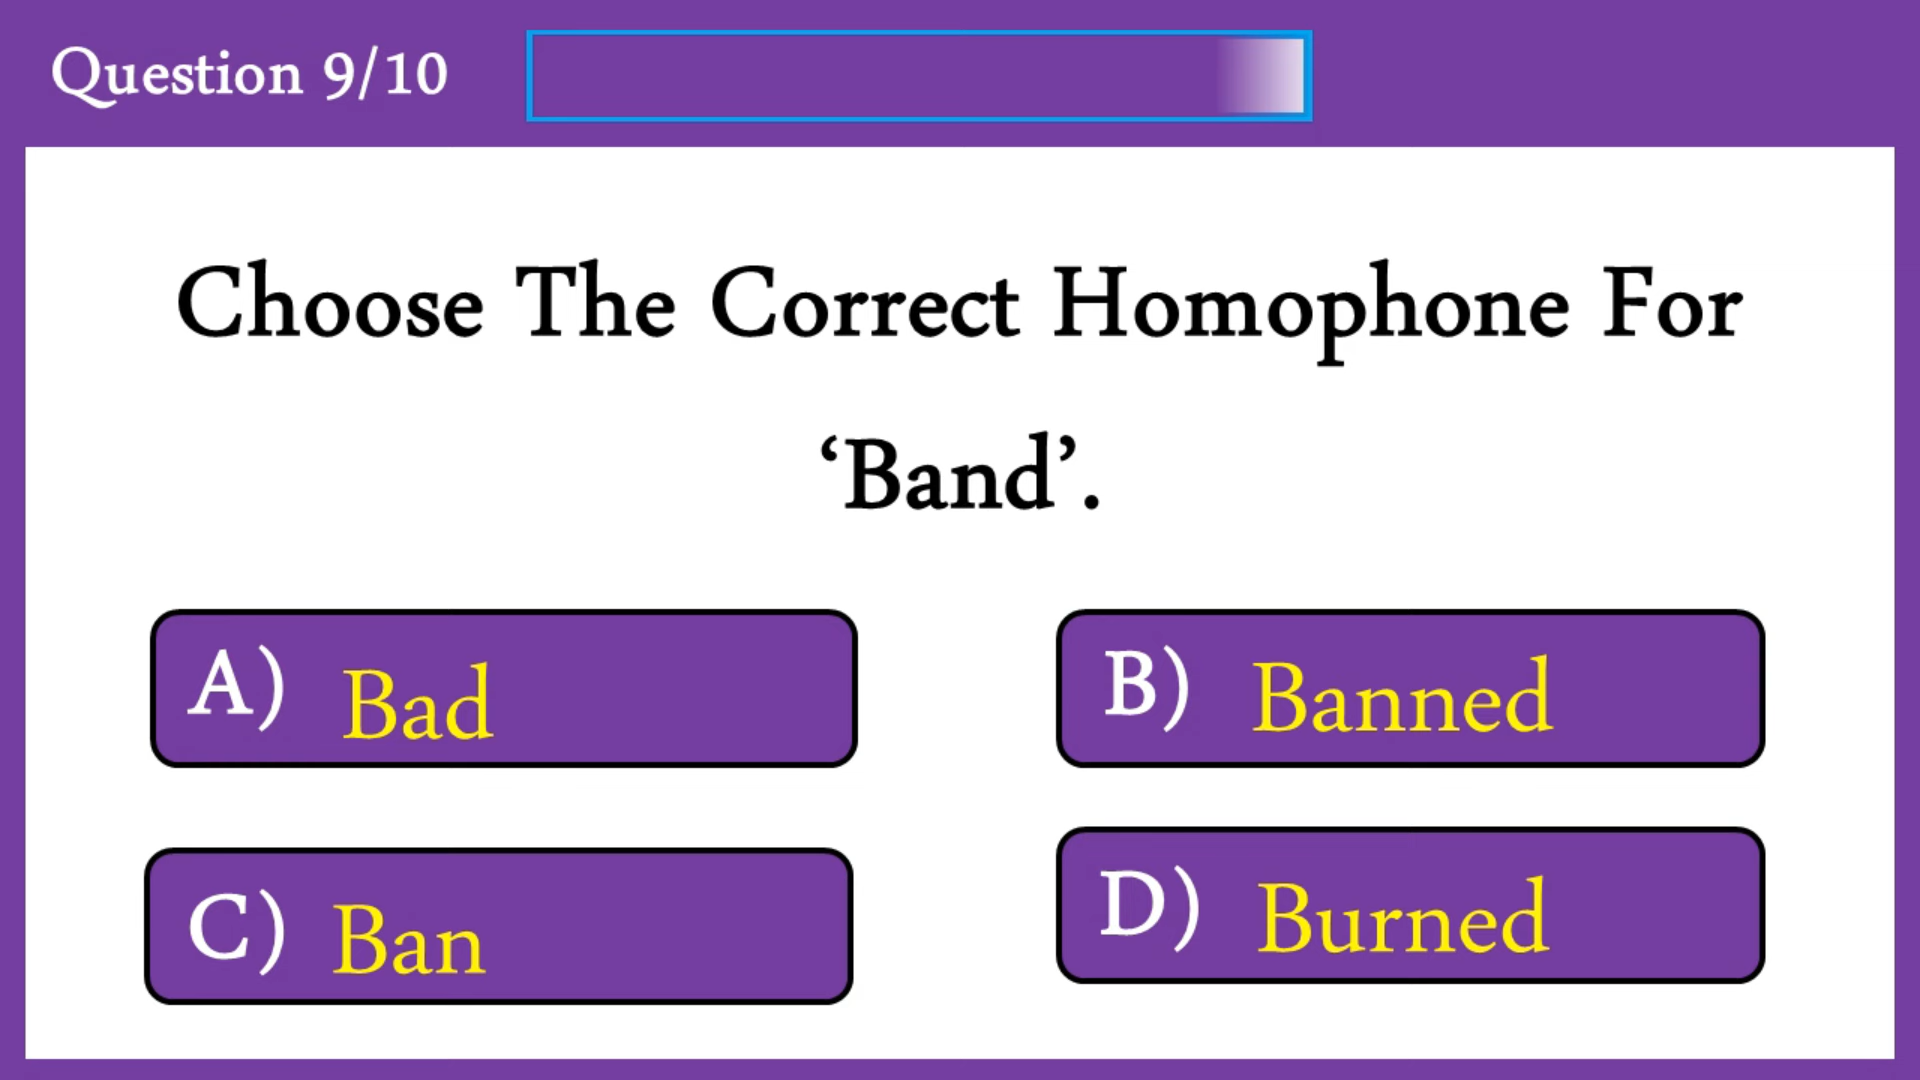 Question 9/10
Choose The Correct Homophone For
‘Band’.
A) Bad
B) Banned
C) Ban
D) Burned